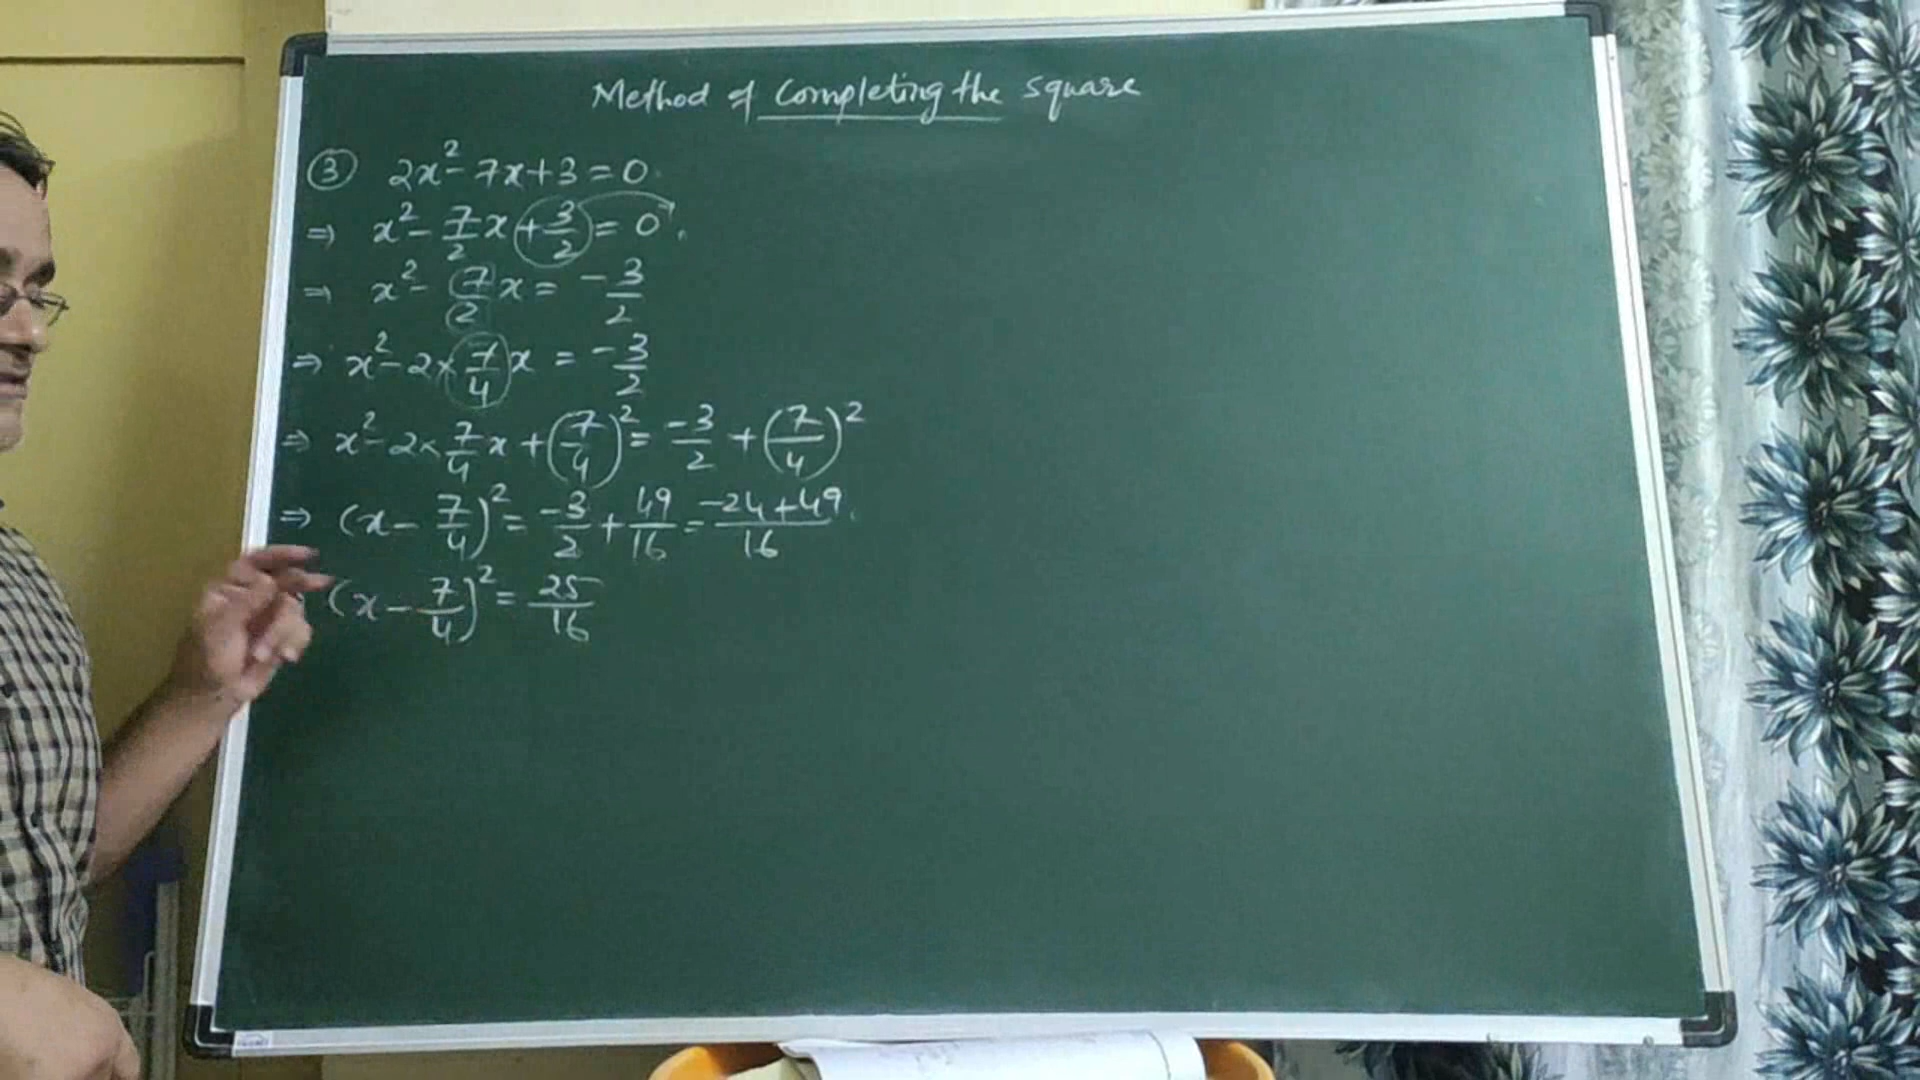 Method of Completing the square
③ 2x² - 7x + 3 = 0.
⇒ x² - 7/2 x + 3/2 = 0.
⇒ x² - 7/2 x = -3/2
⇒ x² - 2 × 7/4 x = -3/2
⇒ x² - 2 × 7/4 x + (7/4)² = -3/2 + (7/4)²
⇒ (x - 7/4)² = -3/2 + 49/16 = -24+49/16.
(x - 7/4)² = 25/16